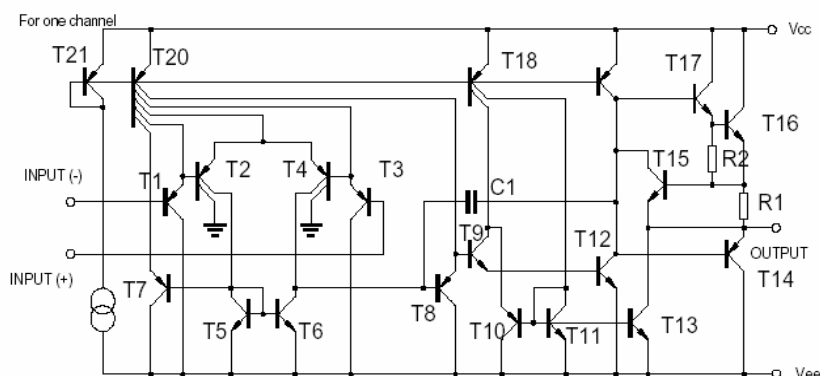 For one channel
Vcc
T21
T20
T18
T17
T16
T15
R2
R1
INPUT (-)
T1
T2
T4
T3
C1
INPUT (+)
T7
T5
T6
T8
T9
T10
T11
T12
T13
OUTPUT
T14
Vee